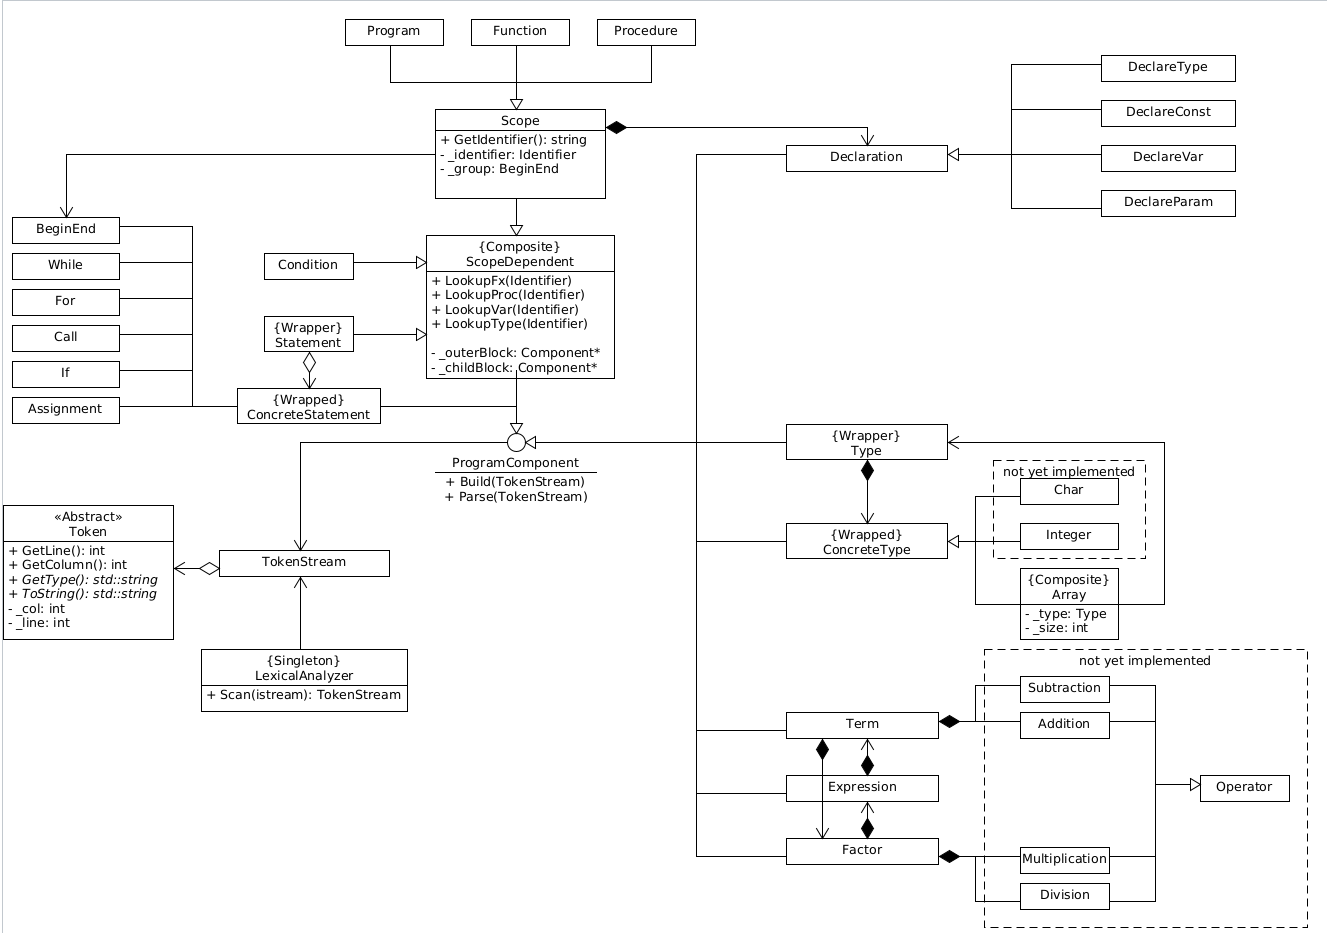 Program
Function
Procedure
Scope
+ GetIdentifier(): string
- _identifier: Identifier
- _group: BeginEnd
DeclareType
DeclareConst
DeclareVar
DeclareParam
Declaration
BeginEnd
While
For
Call
If
Assignment
Condition
{Wrapper}
Statement
{Wrapped}
ConcreteStatement
{Composite}
ScopeDependent
+ LookupFx(Identifier)
+ LookupProc(Identifier)
+ LookupVar(Identifier)
+ LookupType(Identifier)
- _outerBlock: Component*
- _childBlock: Component*
ProgramComponent
+ Build(TokenStream)
+ Parse(TokenStream)
{Wrapper}
Type
{Wrapped}
ConcreteType
not yet implemented
Char
Integer
{Composite}
Array
- _type: Type
- _size: int
«Abstract»
Token
+ GetLine(): int
+ GetColumn(): int
+ GetType(): std::string
+ ToString(): std::string
- _col: int
- _line: int
TokenStream
{Singleton}
LexicalAnalyzer
+ Scan(istream): TokenStream
not yet implemented
Subtraction
Addition
Term
Expression
Factor
Operator
Multiplication
Division